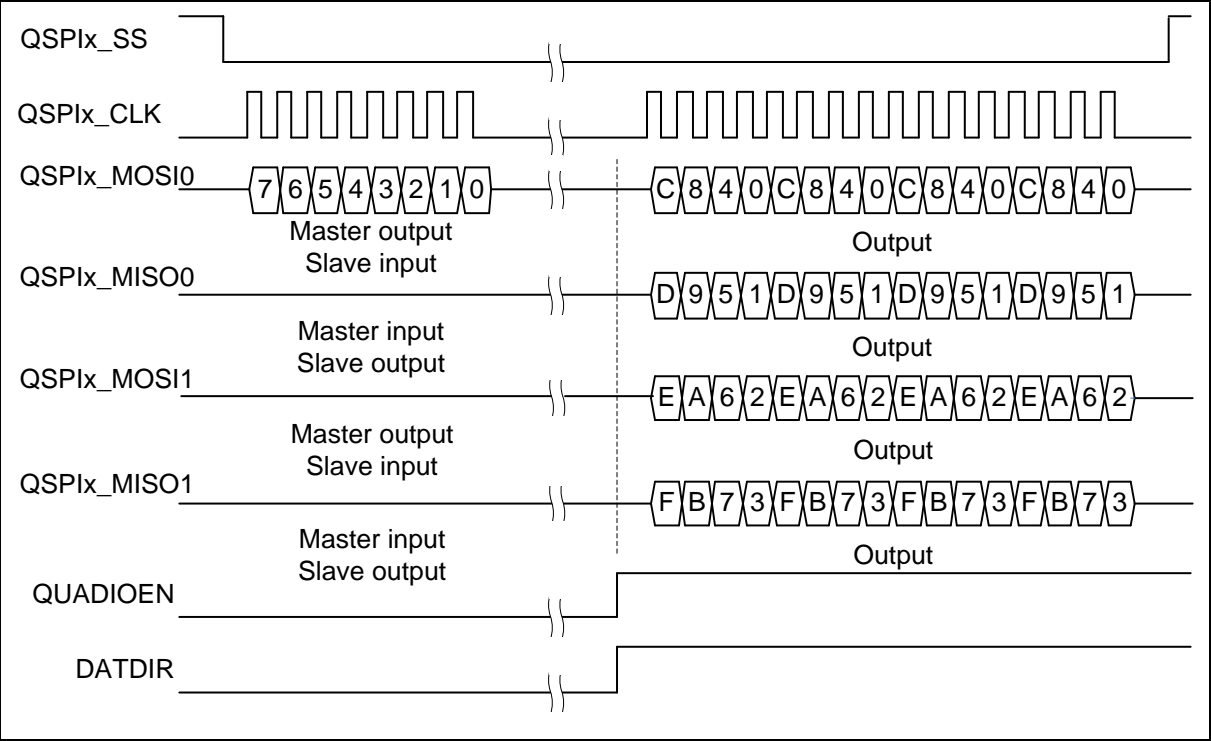 QSPIx_SS
QSPIx_CLK
QSPIx_MOSI0 7 6 5 4 3 2 1 0 C 8 4 0 C 8 4 0 C 8 4 0 C 8 4 0
Master output Output
Slave input
QSPIx_MISO0 D 9 5 1 D 9 5 1 D 9 5 1 D 9 5 1
Master input Output
Slave output
QSPIx_MOSI1 E A 6 2 E A 6 2 E A 6 2 E A 6 2
Master output Output
Slave input
QSPIx_MISO1 F B 7 3 F B 7 3 F B 7 3 F B 7 3
Master input Output
Slave output
QUADIOEN
DATDIR